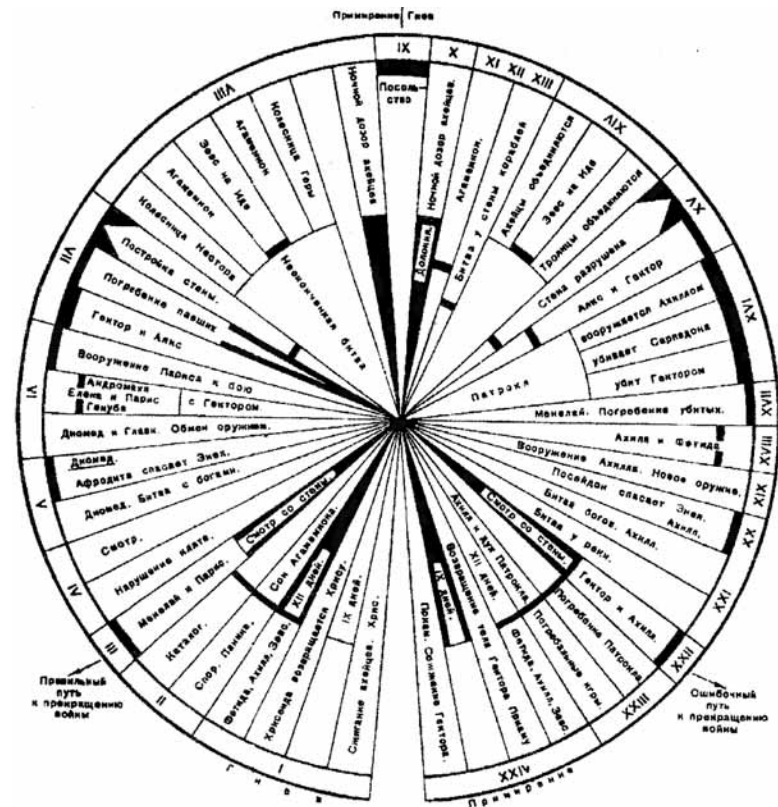 Примирение Гнев
IX
X
XI XII XIII
XIV
XV
XVI
XVII
XVIII
XIX
XX
XXI
XXII
XXIII
XXIV
Примирение
VIII
VII
VI
V
IV
III
II
I
Гнев
Посоль-
ство
Ночной дозор ахейцев.
Долония.
Агамемнон.
Битва у стены кораблей
Ахейцы объединяются
Зевс на Иде
Троянцы объединяются
Стена разрушена
Аякс и Гектор
Патрокл
вооружается Ахиллом
убивает Сарпедона
убит Гектором
Менелай. Погребение убитых.
Ахилл и Фетида
Вооружение Ахилла. Новое оружие.
Посейдон спасает Энея.
Ахилл.
Битва богов. Ахилл.
Битва у реки.
Смотр со стены.
Гектор и Ахилл.
Погребение Патрокла.
Ахилл и дух Патрокла.
Погребальные игры.
XII дней.
Фетида, Ахилл, Зевс.
Возвращение тела Гектора Приаму
IX дней.
Приам. Сожжение Гектора.
Ночной дозор ахейцев
Колесница Геры
Агамемнон
Зевс на Иде
Агамемнон
Колесница Нестора
Неоконченная битва
Постройка стены.
Погребение павших
Гектор и Аякс
Вооружение Париса к бою
Андромаха
Елена и Парис
Гекуба
с Гектором.
Диомед и Главк. Обмен оружием.
Диомед.
Афродита спасает Энея.
Диомед. Битва с богами.
Смотр.
Нарушение клятв.
Смотр со стены.
Менелай и Парис.
Каталог.
Сон Агамемнона.
Спор. Паника.
XII дней
Фетида, Ахилл, Зевс.
Хрисеида возвращается Хрису.
IX дней.
Сжигание ахейцев. Хрис.
Правильный
путь
к прекращению
войны
Ошибочный
путь
к прекращению
войны